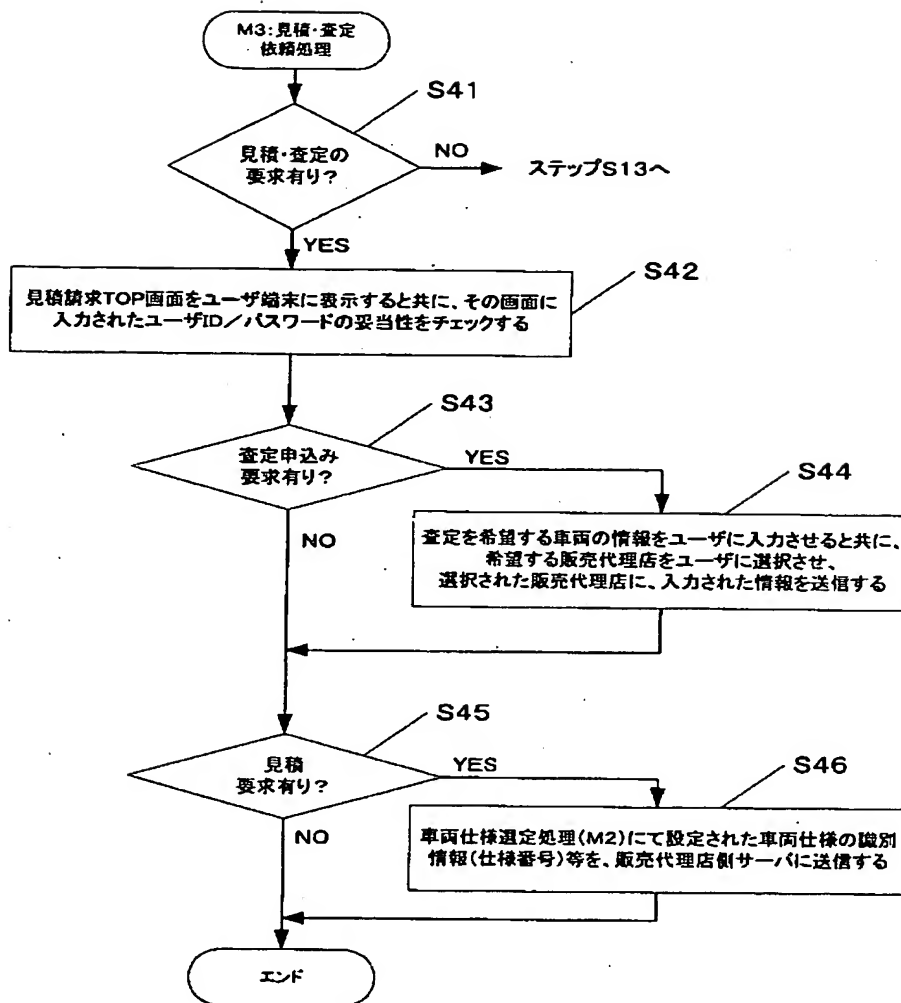 M3:見積・査定
依頼処理
S41
見積・査定の
要求有り?
NO
ステップS13へ
YES
S42
見積請求TOP画面をユーザ端末に表示すると共に、その画面に
入力されたユーザID/パスワードの妥当性をチェックする
S43
査定申込み
要求有り?
YES
S44
NO
査定を希望する車両の情報をユーザに入力させると共に、
希望する販売代理店をユーザに選択させ、
選択された販売代理店に、入力された情報を送信する
S45
見積
要求有り?
YES
S46
NO
車両仕様選定処理(M2)にて設定された車両仕様の識別
情報(仕様番号)等を、販売代理店側サーバに送信する
エンド